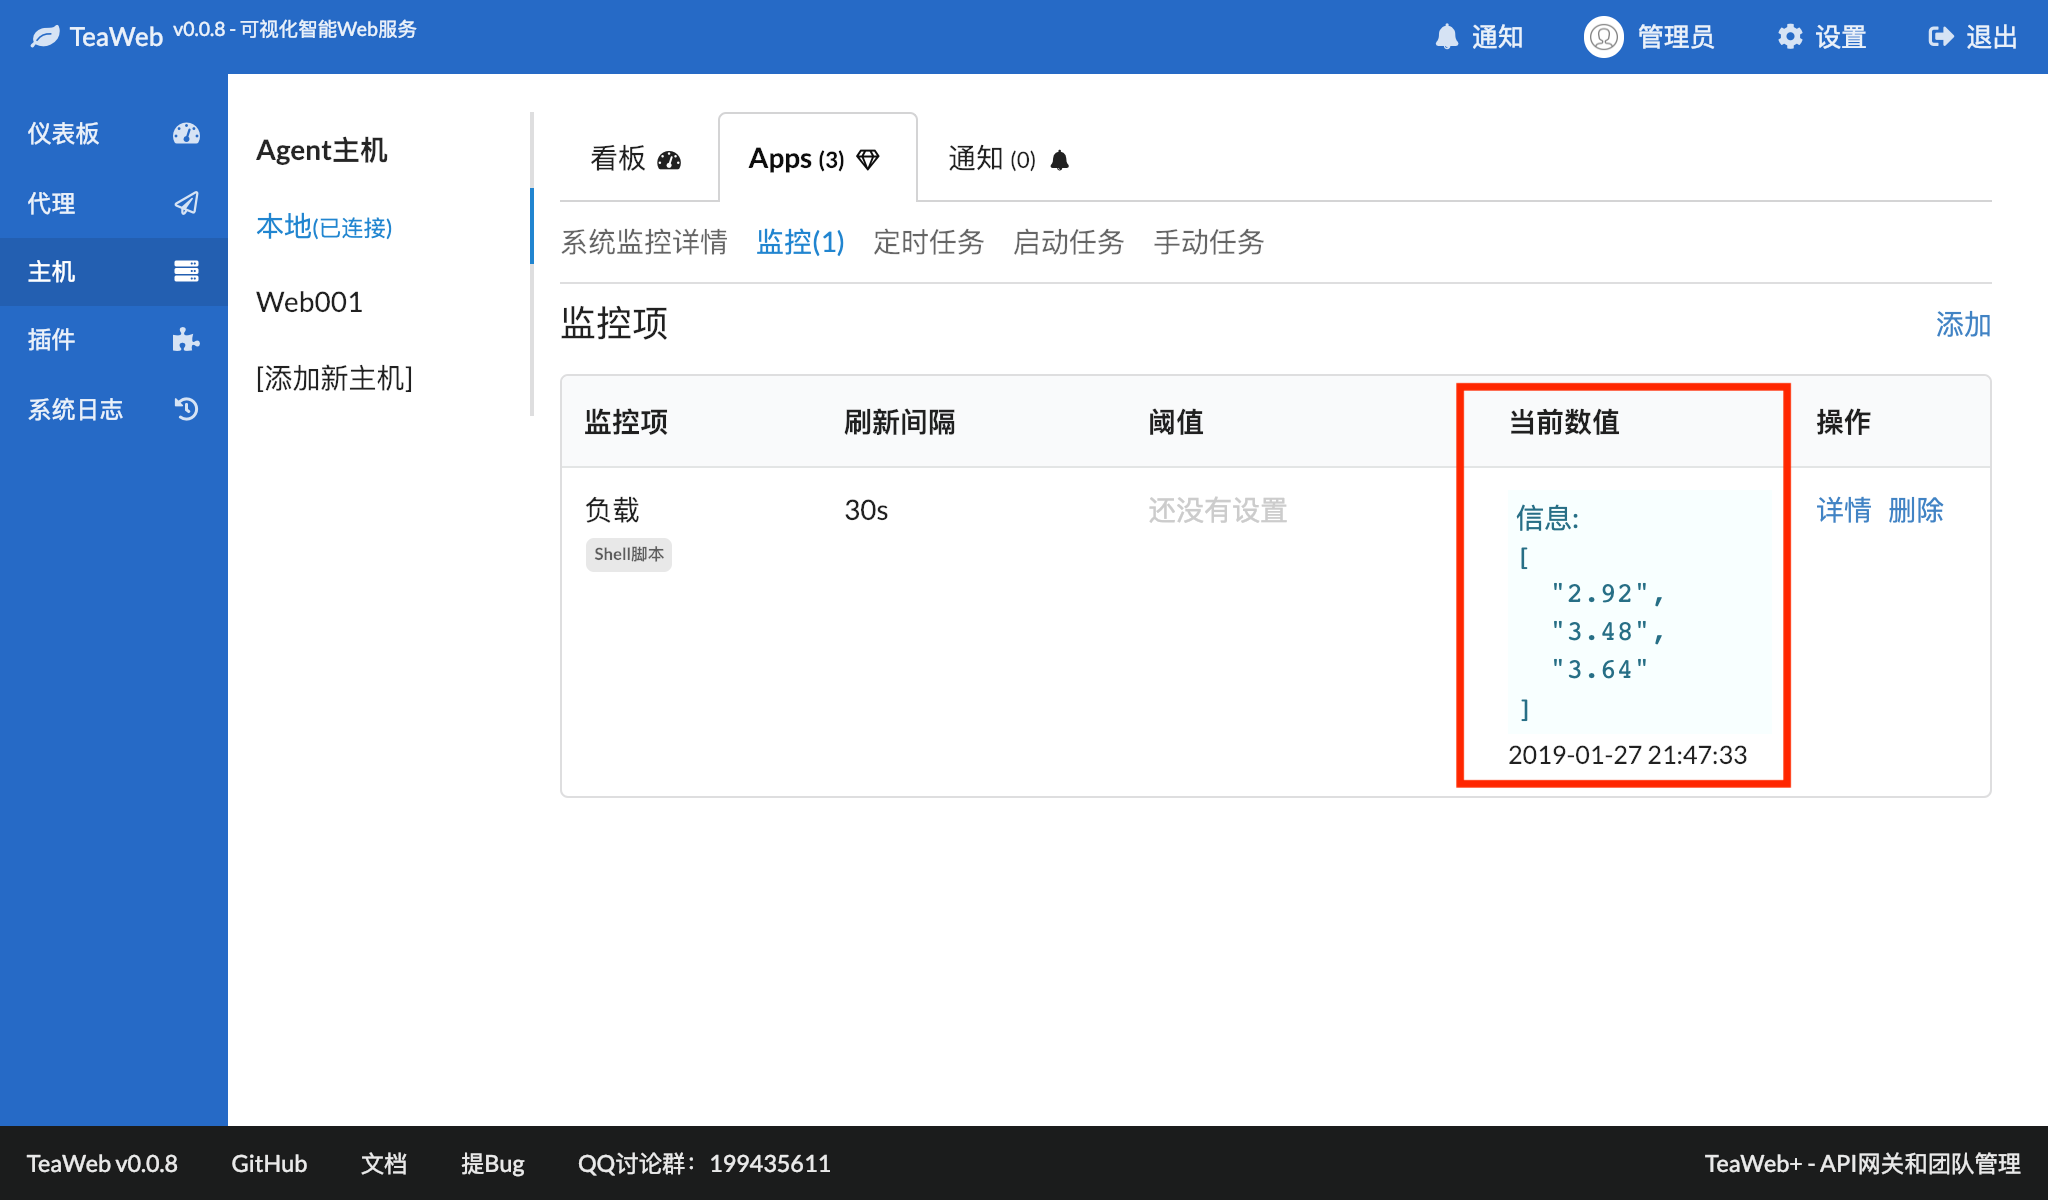 TeaWeb v0.0.8 - 可视化智能Web服务
通知
管理员
设置
退出
仪表板
代理
主机
插件
系统日志
Agent主机
本地(已连接)
Web001
[添加新主机]
看板
Apps (3)
通知 (0)
系统监控详情 监控(1) 定时任务 启动任务 手动任务
监控项
添加
监控项 刷新间隔 阈值 当前数值 操作
负载 30s 还没有设置
Shell脚本
信息:
[
"2.92",
"3.48",
"3.64"
]
2019-01-27 21:47:33
详情 删除
TeaWeb v0.0.8 GitHub 文档 提Bug QQ讨论群：199435611
TeaWeb+ - API网关和团队管理